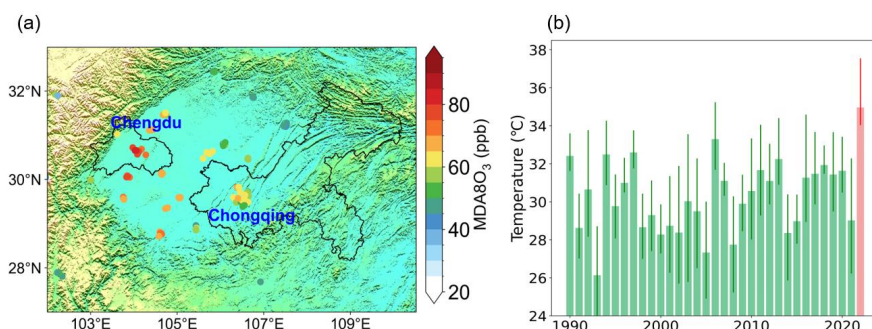 (a)
32°N
30°N
28°N
103°E
105°E
107°E
109°E
Chengdu
Chongqing
80
60
40
20
MDA8O₃ (ppb)
(b)
Temperature (℃)
38
36
34
32
30
28
26
24
1990
2000
2010
2020